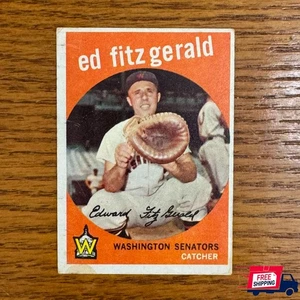 ed fitz gerald
Edward Fitz Gerald
W
WASHINGTON SENATORS
CATCHER
FREE
SHIPPING